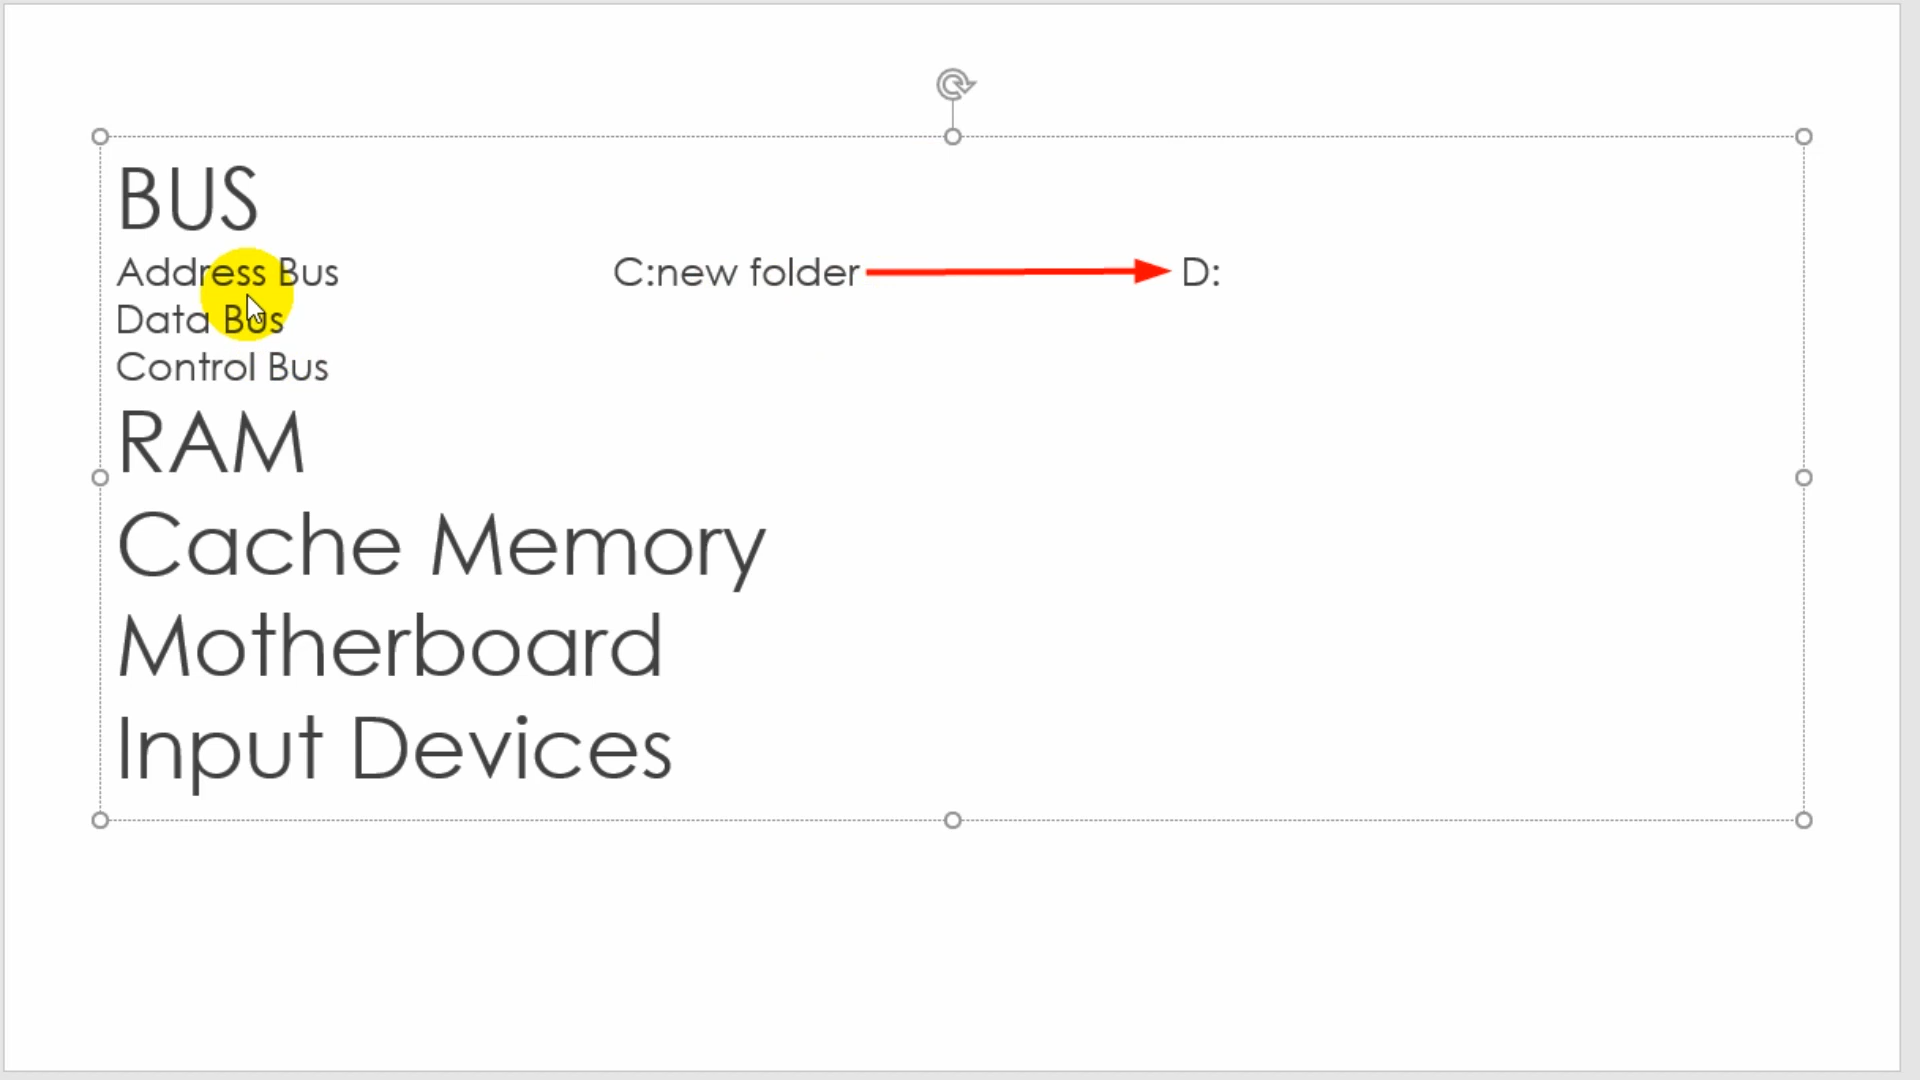 BUS
Address Bus C:new folder D:
Data Bus
Control Bus
RAM
Cache Memory
Motherboard
Input Devices